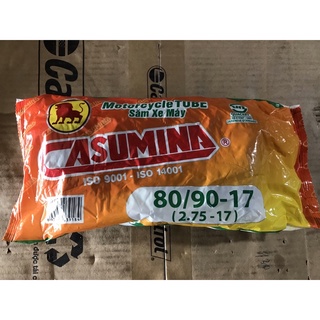 Motorcycle TUBE
Săm Xe Máy
CASUMINA®
ISO 9001 - ISO 14001
80/90-17
(2.75-17)